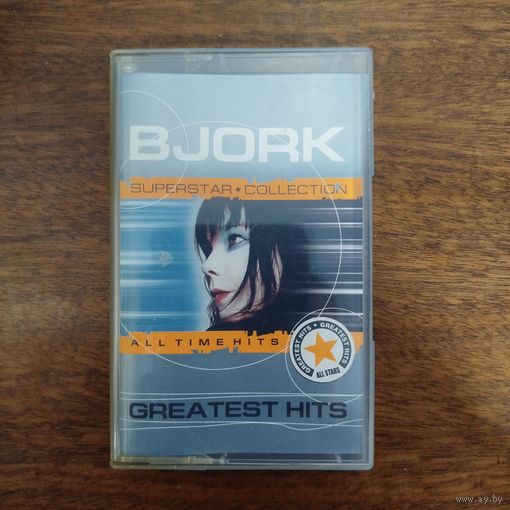 BJORK
SUPERSTAR ★ COLLECTION
ALL TIME HITS
GREATEST HITS • GREATEST HITS
ALL STARS
GREATEST HITS
www.ay.by